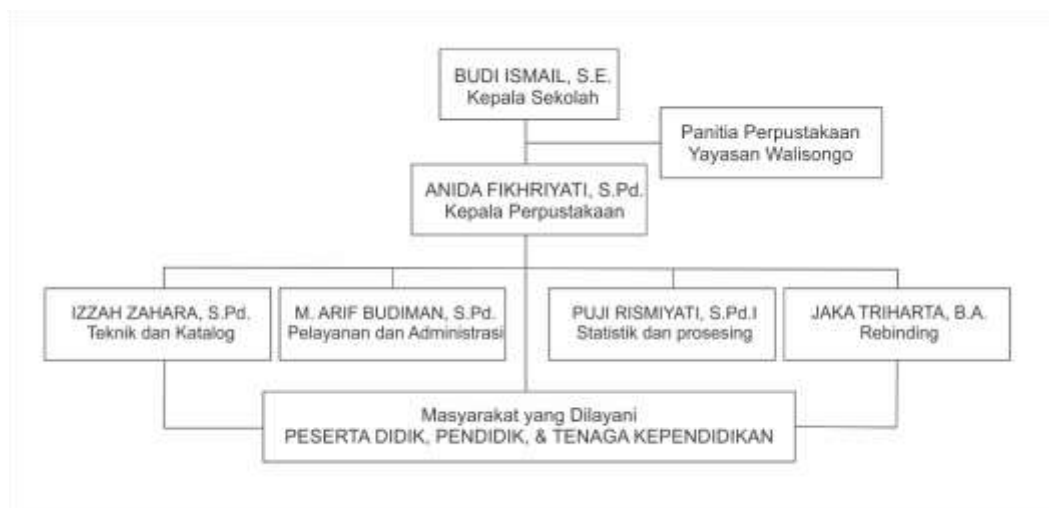 BUDI ISMAIL, S.E.
Kepala Sekolah
Panitia Perpustakaan
Yayasan Walisongo
ANIDA FIKHRIYATI, S.Pd.
Kepala Perpustakaan
IZZAH ZAHARA, S.Pd.
Teknik dan Katalog
M. ARIF BUDIMAN, S.Pd.
Pelayanan dan Administrasi
PUJI RISMIYATI, S.Pd.I
Statistik dan prosesing
JAKA TRIHARTA, B.A.
Rebinding
Masyarakat yang Dilayani
PESERTA DIDIK, PENDIDIK, & TENAGA KEPENDIDIKAN